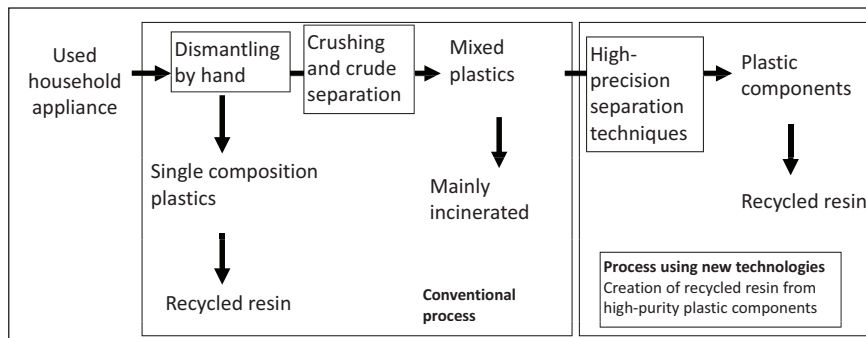 Used
household
appliance
Dismantling
by hand
Crushing
and crude
separation
Mixed
plastics
High-
precision
separation
techniques
Plastic
components
Single composition
plastics
Mainly
incinerated
Recycled resin
Recycled resin
Conventional
process
Process using new technologies
Creation of recycled resin from
high-purity plastic components